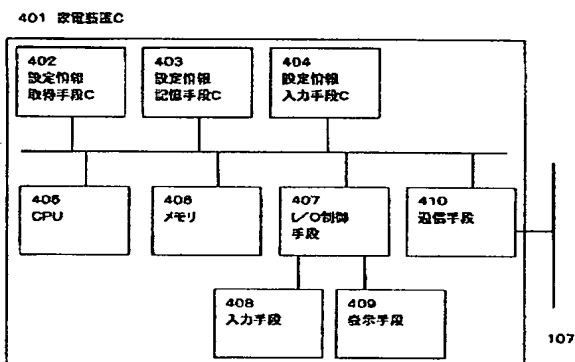 401 家電装置C
402
設定情報
取得手段C
403
設定情報
記憶手段C
404
設定情報
入力手段C
405
CPU
406
メモリ
407
I/O制御
手段
410
通信手段
408
入力手段
409
表示手段
107